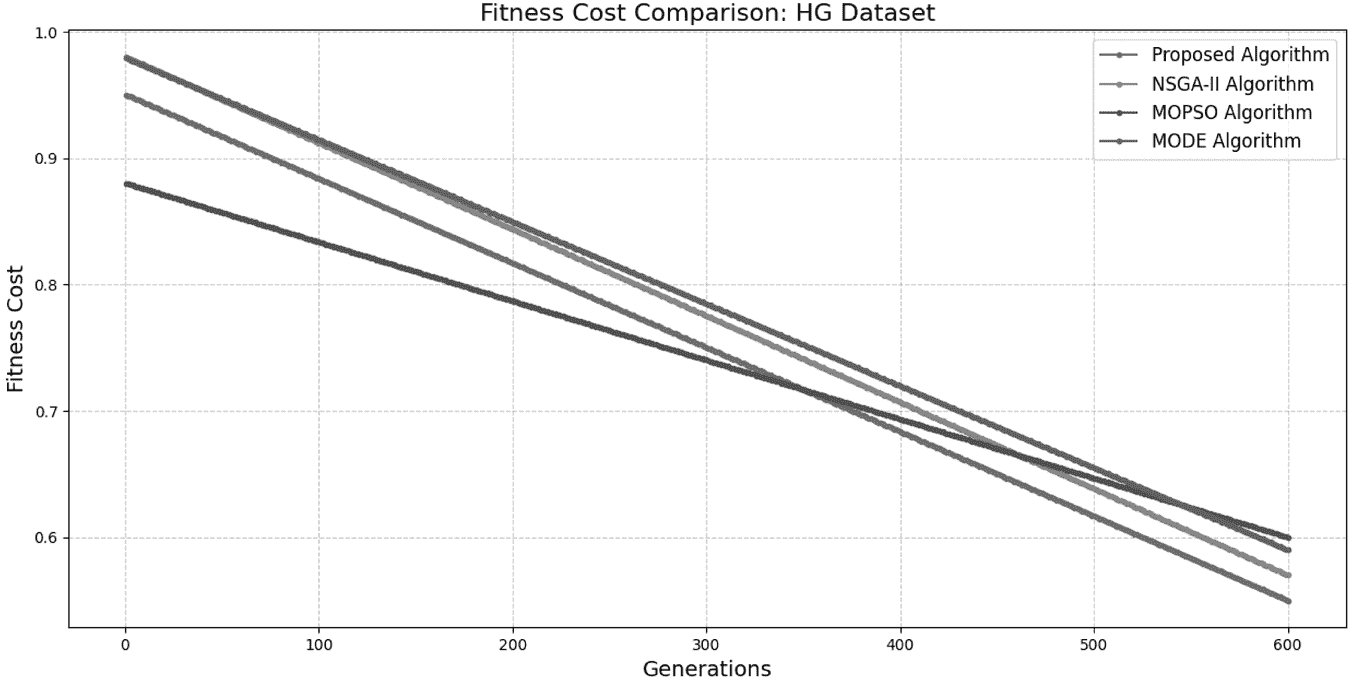 Fitness Cost Comparison: HG Dataset
1.0
0.9
0.8
0.7
0.6
Fitness Cost
Proposed Algorithm
NSGA-II Algorithm
MOPSO Algorithm
MODE Algorithm
0 100 200 300 400 500 600
Generations